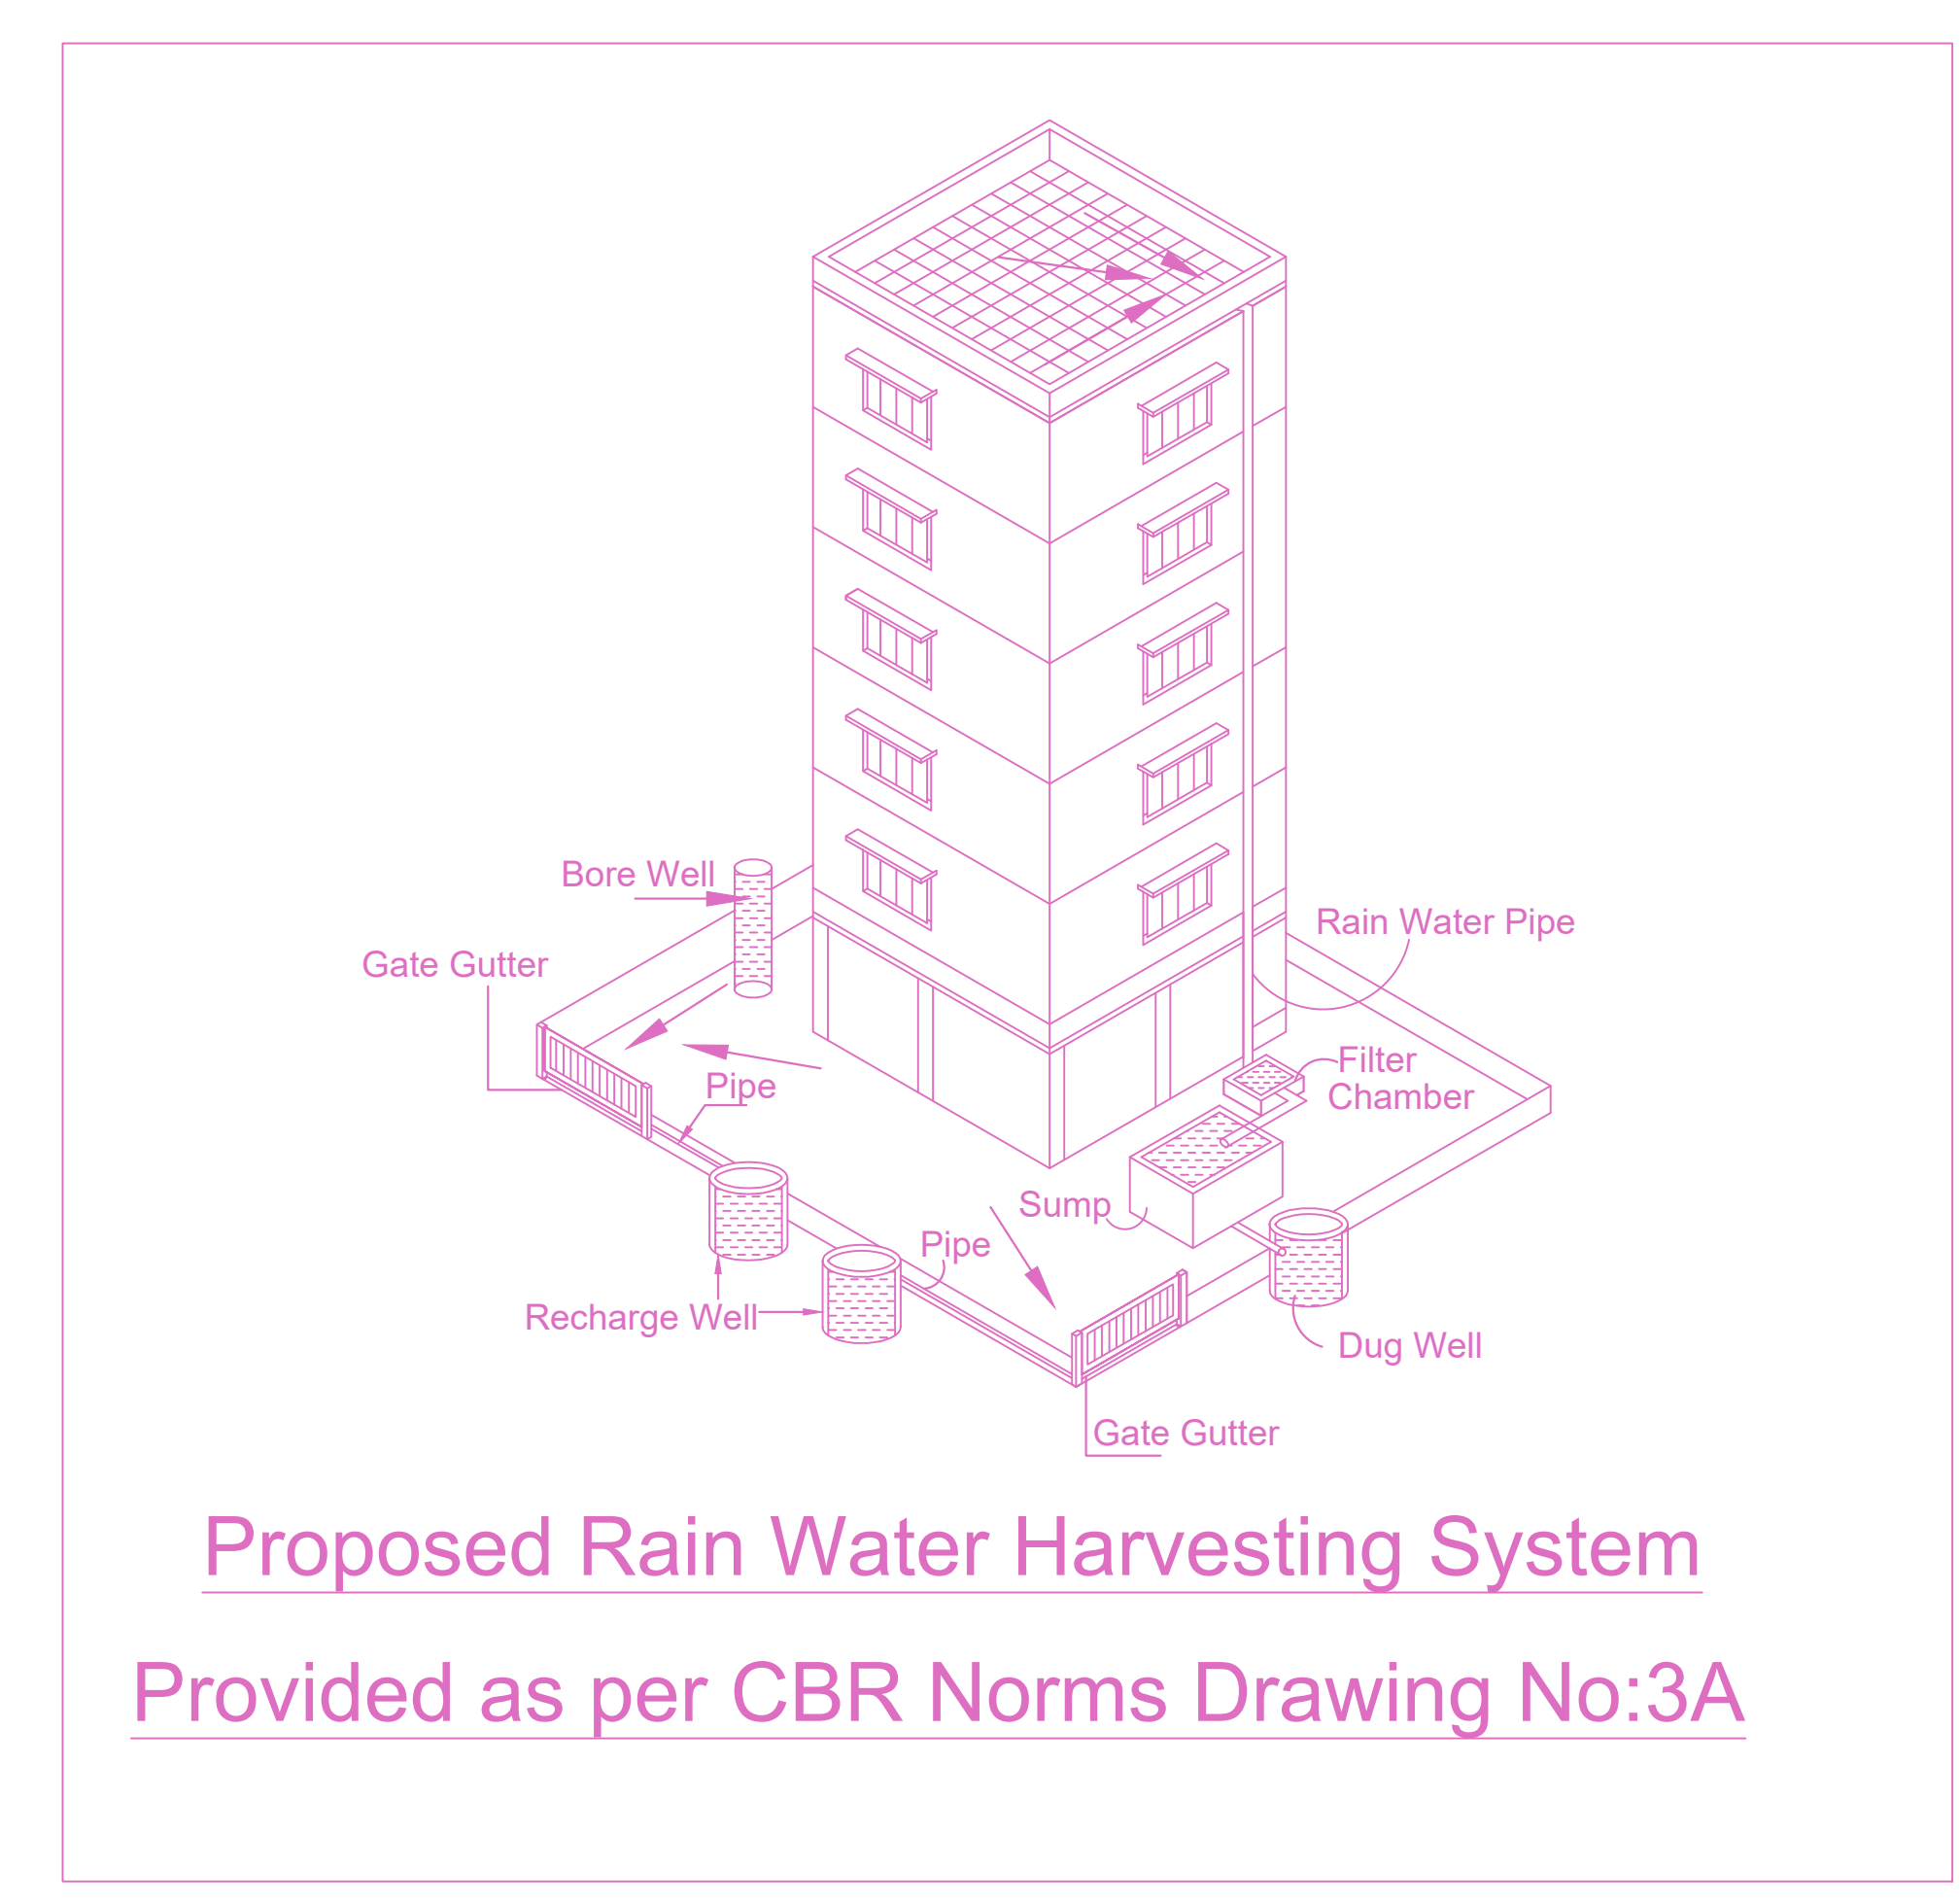 Bore Well
Rain Water Pipe
Gate Gutter
Filter
Chamber
Pipe
Sump
Pipe
Recharge Well
Dug Well
Gate Gutter
Proposed Rain Water Harvesting System
Provided as per CBR Norms Drawing No:3A